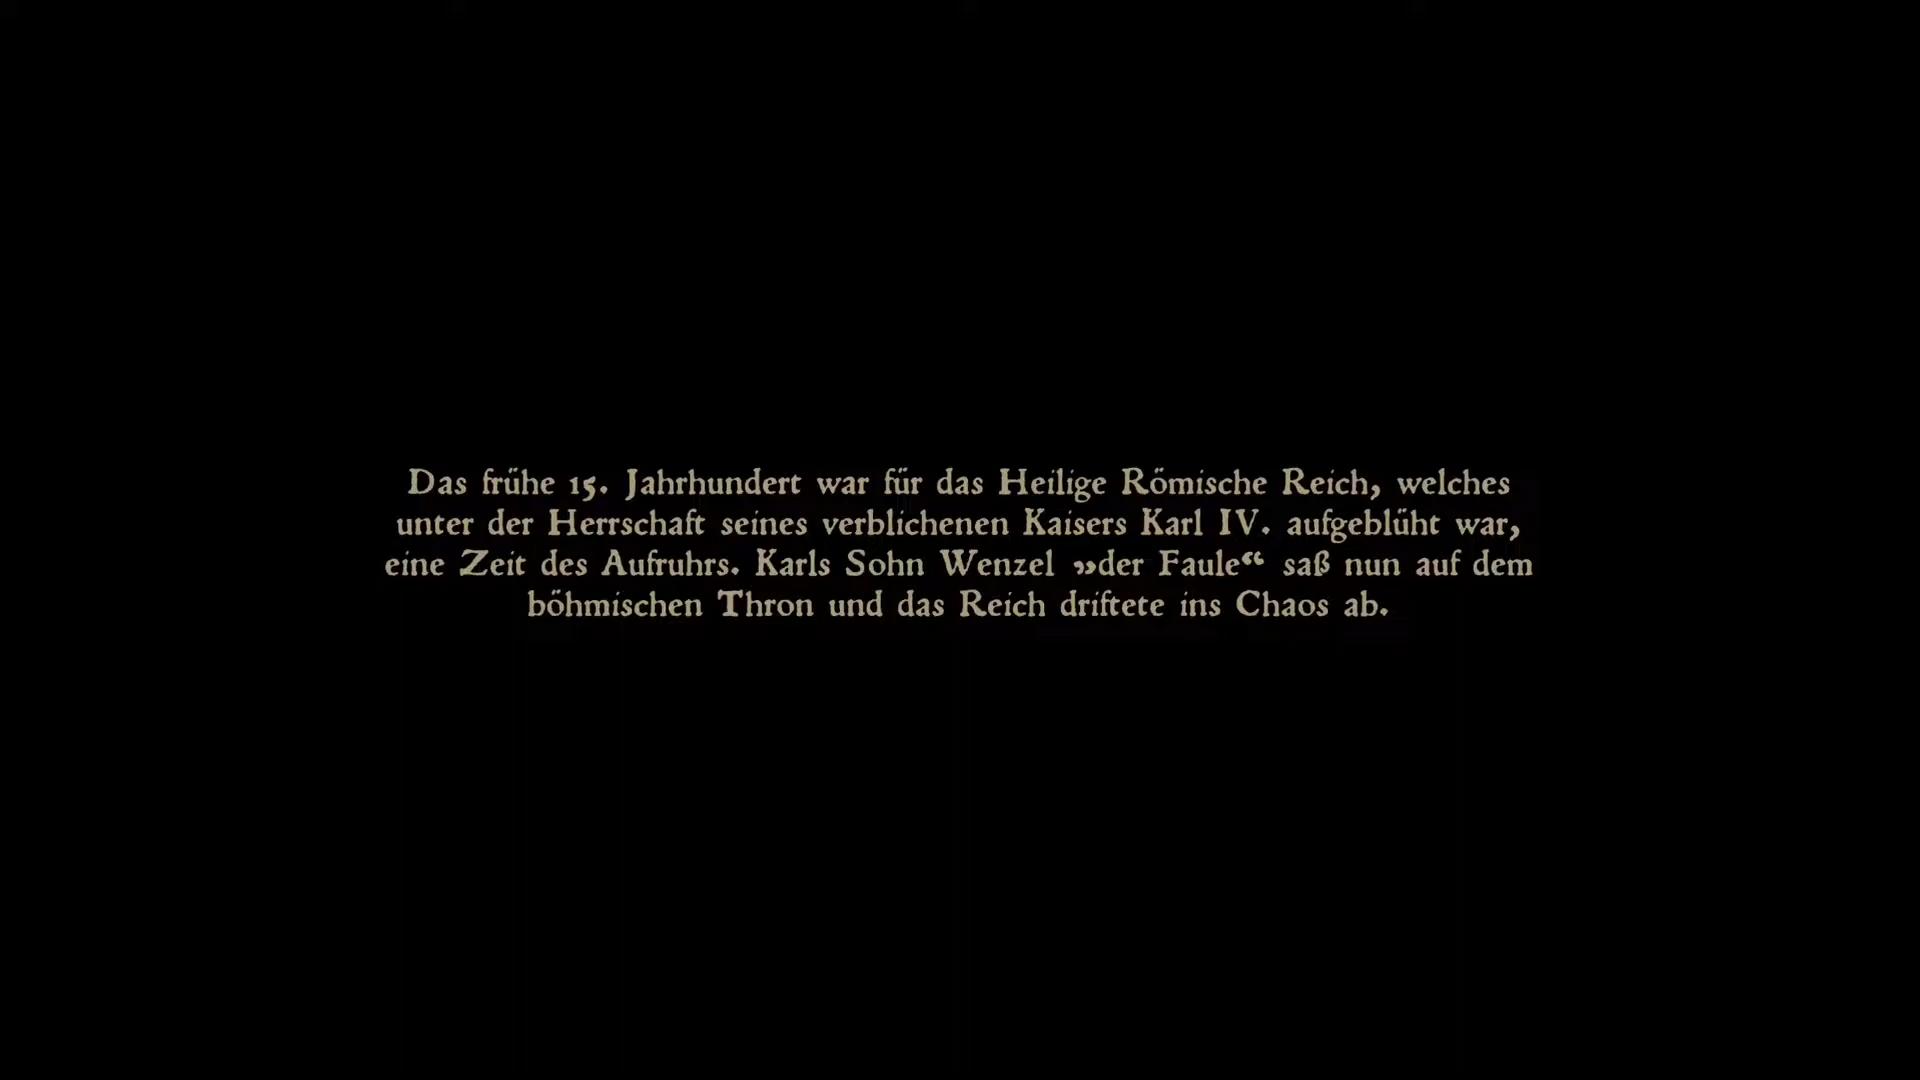 Das frühe 15. Jahrhundert war für das Heilige Römische Reich, welches
unter der Herrschaft seines verblichenen Kaisers Karl IV. aufgeblüht war,
eine Zeit des Aufruhrs. Karls Sohn Wenzel »der Faule“ saß nun auf dem
böhmischen Thron und das Reich driftete ins Chaos ab.